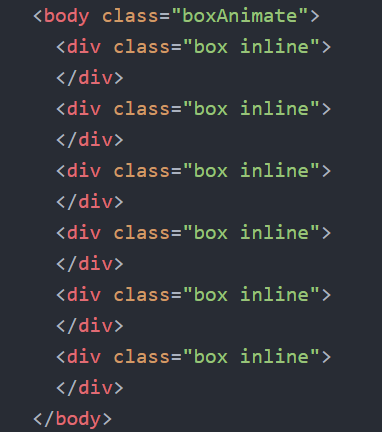 <body class="boxAnimate">
<div class="box inline">
</div>
<div class="box inline">
</div>
<div class="box inline">
</div>
<div class="box inline">
</div>
<div class="box inline">
</div>
<div class="box inline">
</div>
</body>